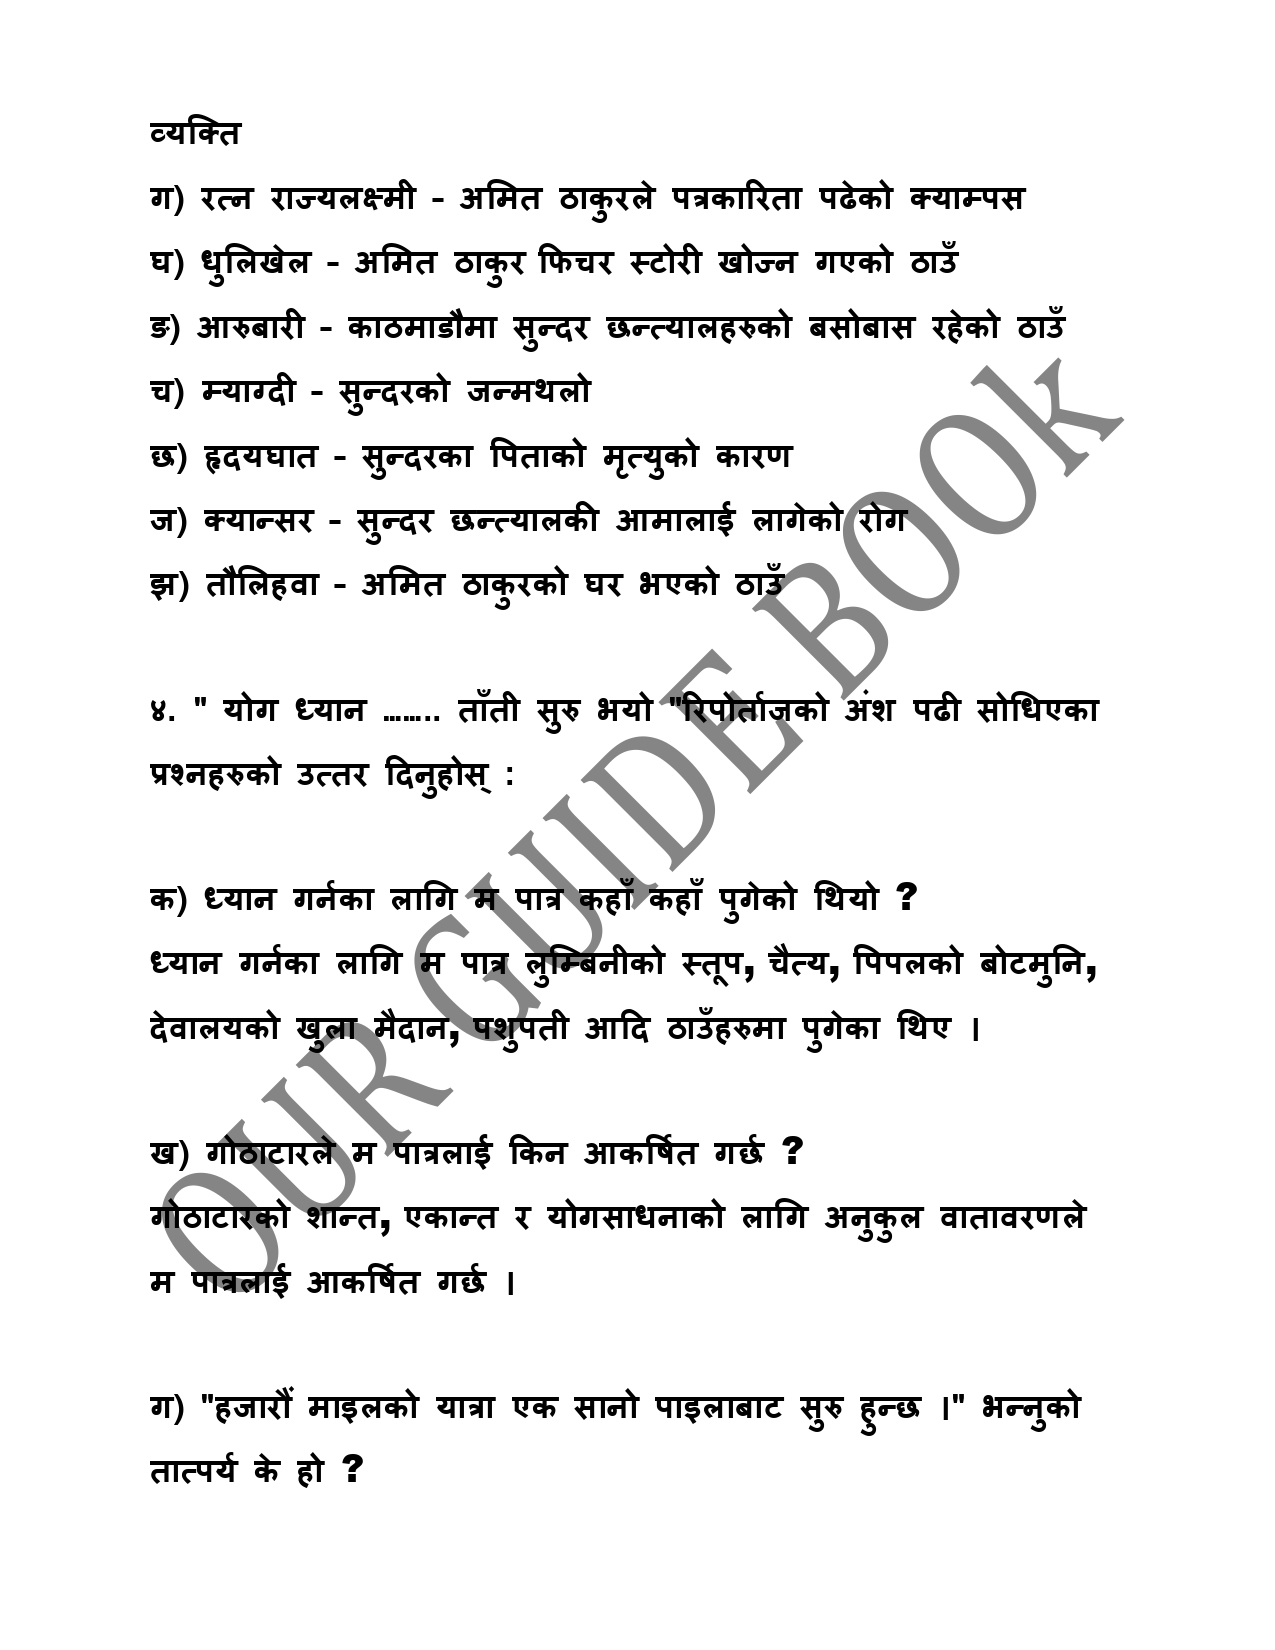 व्यक्ति
ग) रत्न राज्यलक्ष्मी - अमित ठाकुरले पत्रकारिता पढेको क्याम्पस
घ) धुलिखेल - अमित ठाकुर फिचर स्टोरी खोज्न गएको ठाउँ
ङ) आरुबारी - काठमाडौमा सुन्दर छन्त्यालहरुको बसोबास रहेको ठाउँ
च) म्याग्दी - सुन्दरको जन्मथलो
छ) हृदयघात - सुन्दरका पिताको मृत्युको कारण
ज) क्यान्सर - सुन्दर छन्त्यालकी आमालाई लागेको रोग
झ) तौलिहवा - अमित ठाकुरको घर भएको ठाउँ
४. " योग ध्यान …….. ताँती सुरु भयो "रिपोर्ताजको अंश पढी सोधिएका
प्रश्नहरुको उत्तर दिनुहोस् :
क) ध्यान गर्नका लागि म पात्र कहाँ कहाँ पुगेको थियो ?
ध्यान गर्नका लागि म पात्र लुम्बिनीको स्तूप, चैत्य, पिपलको बोटमुनि,
देवालयको खुला मैदान, पशुपती आदि ठाउँहरुमा पुगेका थिए ।
ख) गोठाटारले म पात्रलाई किन आकर्षित गर्छ ?
गोठाटारको शान्त, एकान्त र योगसाधनाको लागि अनुकुल वातावरणले
म पात्रलाई आकर्षित गर्छ ।
ग) "हजारौं माइलको यात्रा एक सानो पाइलाबाट सुरु हुन्छ ।" भन्नुको
तात्पर्य के हो ?
OUR GUIDE BOOk